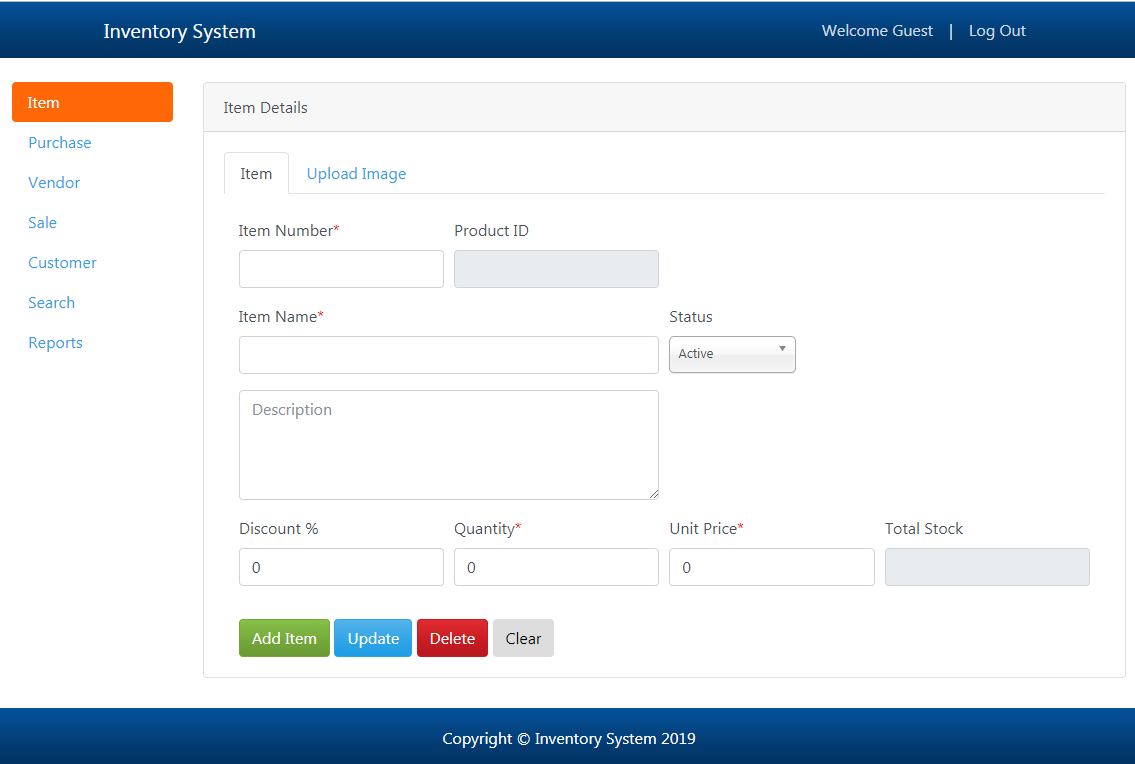 Inventory System
Welcome Guest | Log Out
Item
Purchase
Vendor
Sale
Customer
Search
Reports
Item Details
Item Upload Image
Item Number* Product ID
Item Name* Status
Active
Description
Discount % Quantity* Unit Price* Total Stock
0 0 0
Add Item Update Delete Clear
Copyright © Inventory System 2019